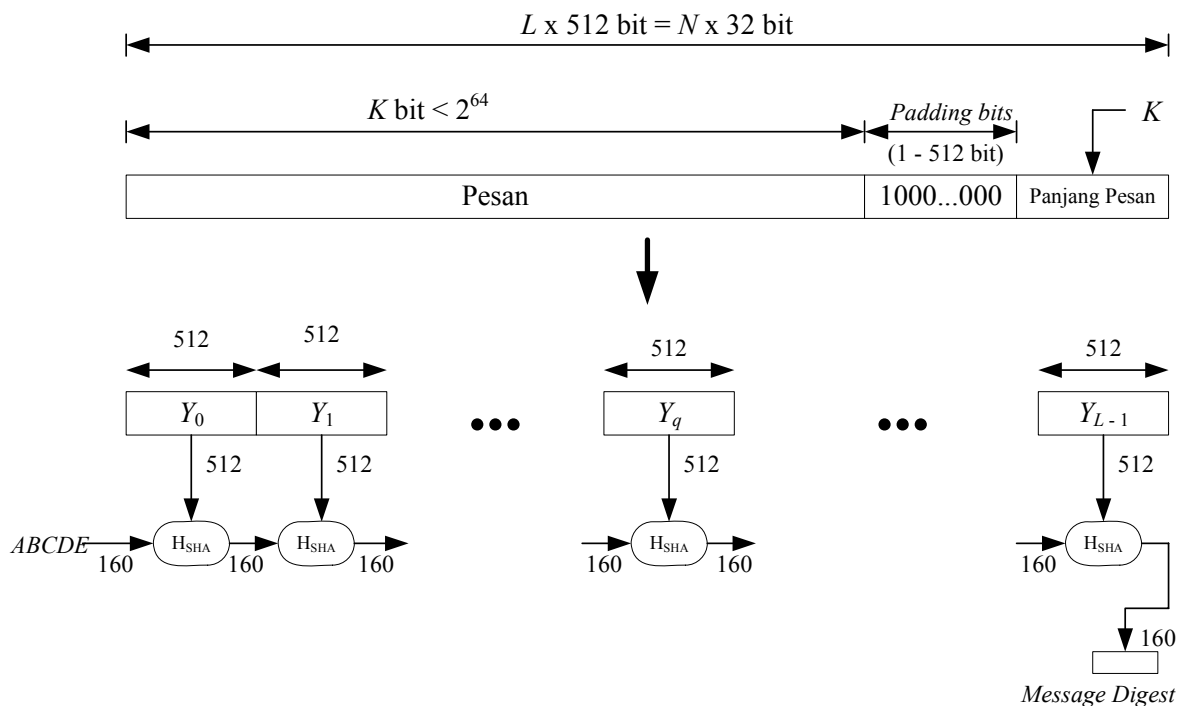 L x 512 bit = N x 32 bit
K bit < 2^64
Padding bits
(1 - 512 bit)
K
Pesan
1000...000
Panjang Pesan
512
512
512
512
Y0
Y1
Yq
YL - 1
512
512
512
512
ABCDE
HSHA
HSHA
HSHA
HSHA
160
160
160
160
160
160
160
Message Digest